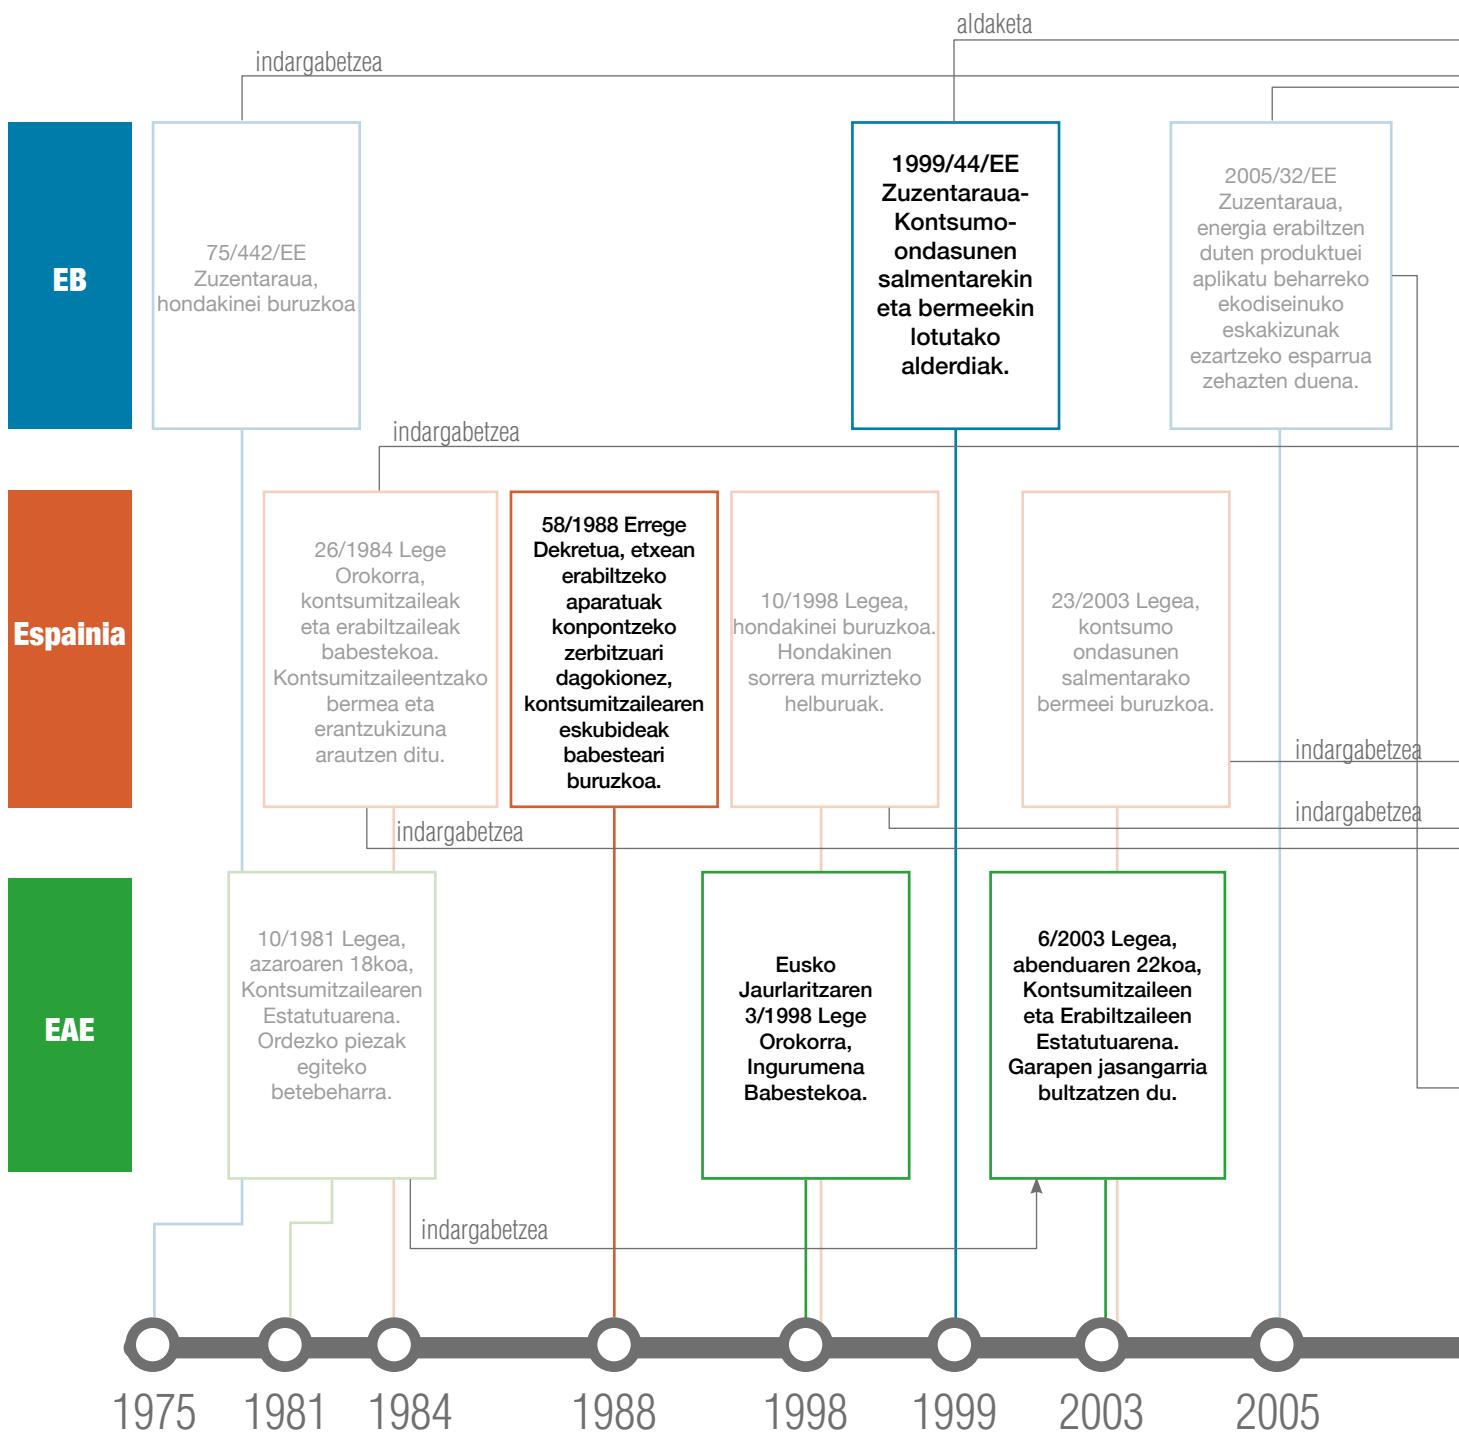 aldaketa
indargabetzea
EB
75/442/EE
Zuzentaraua,
hondakinei buruzkoa
1999/44/EE
Zuzentaraua-
Kontsumo-
ondasunen
salmentarekin
eta bermeekin
lotutako
alderdiak.
2005/32/EE
Zuzentaraua,
energia erabiltzen
duten produktuei
aplikatu beharreko
ekodiseinuko
eskakizunak
ezartzeko esparrua
zehazten duena.
indargabetzea
Espainia
26/1984 Lege
Orokorra,
kontsumitzaileak
eta erabiltzaileak
babestekoa.
Kontsumitzaileentzako
bermea eta
erantzukizuna
arautzen ditu.
58/1988 Errege
Dekretua, etxean
erabiltzeko
aparatuak
konpontzeko
zerbitzuari
dagokionez,
kontsumitzailearen
eskubideak
babesteari
buruzkoa.
10/1998 Legea,
hondakinei buruzkoa.
Hondakinen
sorrera murrizteko
helburuak.
23/2003 Legea,
kontsumo
ondasunen
salmentarako
bermeei buruzkoa.
indargabetzea
indargabetzea
indargabetzea
EAE
10/1981 Legea,
azaroaren 18koa,
Kontsumitzailearen
Estatutuarena.
Ordezko piezak
egiteko
betebeharra.
Eusko
Jaurlaritzaren
3/1998 Lege
Orokorra,
Ingurumena
Babestekoa.
6/2003 Legea,
abenduaren 22koa,
Kontsumitzaileen
eta Erabiltzaileen
Estatutuarena.
Garapen jasangarria
bultzatzen du.
indargabetzea
1975 1981 1984 1988 1998 1999 2003 2005